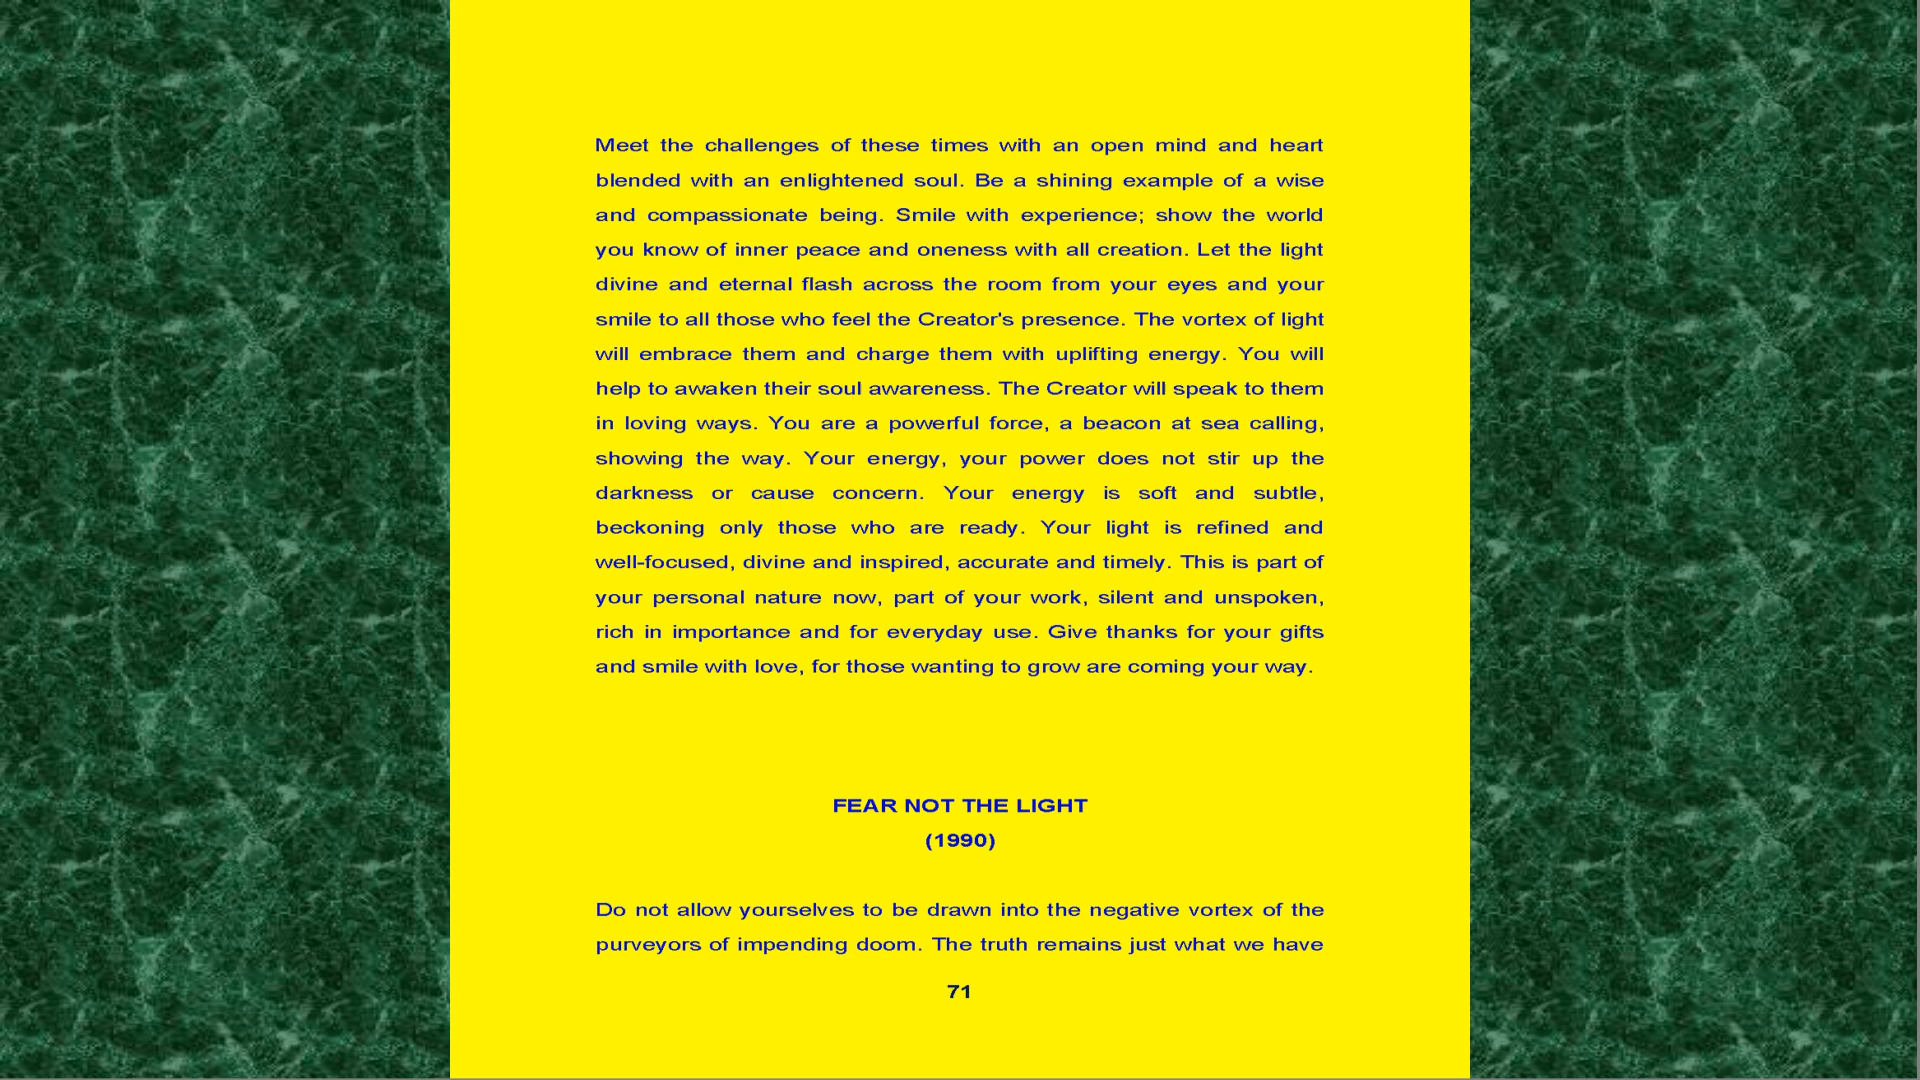 Meet the challenges of these times with an open mind and heart
blended with an enlightened soul. Be a shining example of a wise
and compassionate being. Smile with experience; show the world
you know of inner peace and oneness with all creation. Let the light
divine and eternal flash across the room from your eyes and your
smile to all those who feel the Creator's presence. The vortex of light
will embrace them and charge them with uplifting energy. You will
help to awaken their soul awareness. The Creator will speak to them
in loving ways. You are a powerful force, a beacon at sea calling,
showing the way. Your energy, your power does not stir up the
darkness or cause concern. Your energy is soft and subtle,
beckoning only those who are ready. Your light is refined and
well-focused, divine and inspired, accurate and timely. This is part of
your personal nature now, part of your work, silent and unspoken,
rich in importance and for everyday use. Give thanks for your gifts
and smile with love, for those wanting to grow are coming your way.
FEAR NOT THE LIGHT
(1990)
Do not allow yourselves to be drawn into the negative vortex of the
purveyors of impending doom. The truth remains just what we have
71